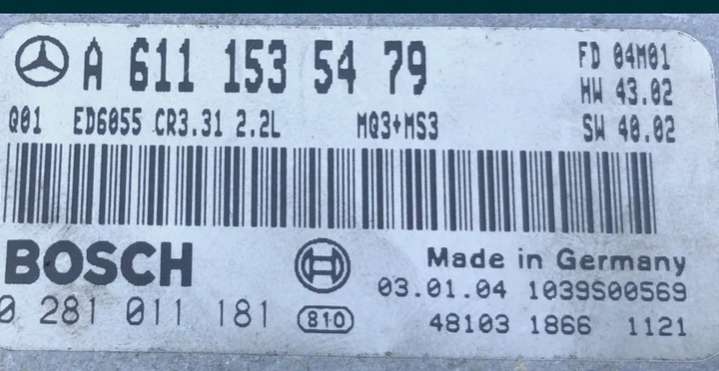 A 611 153 54 79 FD 04M01
HW 43.02
Q01 ED6055 CR3.31 2.2L MQ3+MS3 SW 40.02
BOSCH Made in Germany
03.01.04 1039S00569
0 281 011 181 810 48103 1866 1121